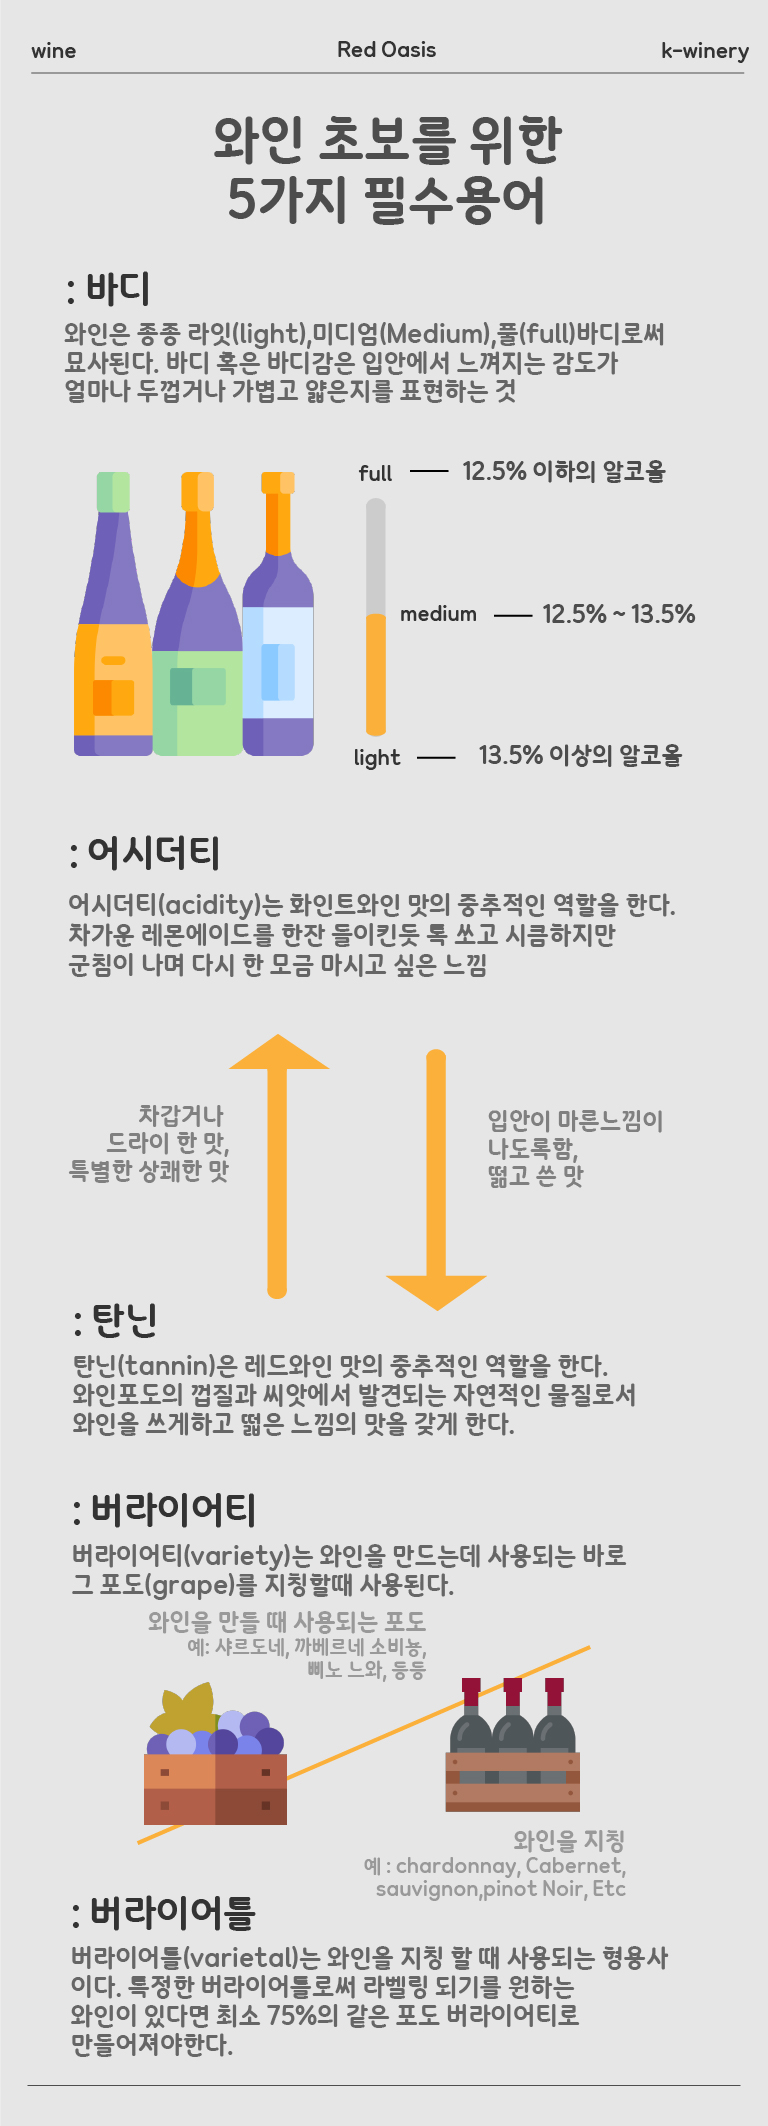 wine
Red Oasis
k-winery
와인 초보를 위한
5가지 필수용어
: 바디
와인은 종종 라잇(light),미디엄(Medium),풀(full)바디로써
묘사된다. 바디 혹은 바디감은 입안에서 느껴지는 감도가
얼마나 두껍거나 가볍고 얇은지를 표현하는 것
full
12.5% 이하의 알코올
medium
12.5% ~ 13.5%
light
13.5% 이상의 알코올
: 어시더티
어시더티(acidity)는 화인트와인 맛의 중추적인 역할을 한다.
차가운 레몬에이드를 한잔 들이킨듯 톡 쏘고 시큼하지만
군침이 나며 다시 한 모금 마시고 싶은 느낌
차갑거나
드라이 한 맛,
특별한 상쾌한 맛
입안이 마른느낌이
나도록함,
떫고 쓴 맛
: 탄닌
탄닌(tannin)은 레드와인 맛의 중추적인 역할을 한다.
와인포도의 껍질과 씨앗에서 발견되는 자연적인 물질로서
와인을 쓰게하고 떫은 느낌의 맛을 갖게 한다.
: 버라이어티
버라이어티(variety)는 와인을 만드는데 사용되는 바로
그 포도(grape)를 지칭할때 사용된다.
와인을 만들 때 사용되는 포도
예: 샤르도네, 까베르네 소비뇽,
삐노 느와, 등등
와인을 지칭
예 : chardonnay, Cabernet,
sauvignon,pinot Noir, Etc
: 버라이어틀
버라이어틀(varietal)는 와인을 지칭 할 때 사용되는 형용사
이다. 특정한 버라이어틀로써 라벨링 되기를 원하는
와인이 있다면 최소 75%의 같은 포도 버라이어티로
만들어져야한다.